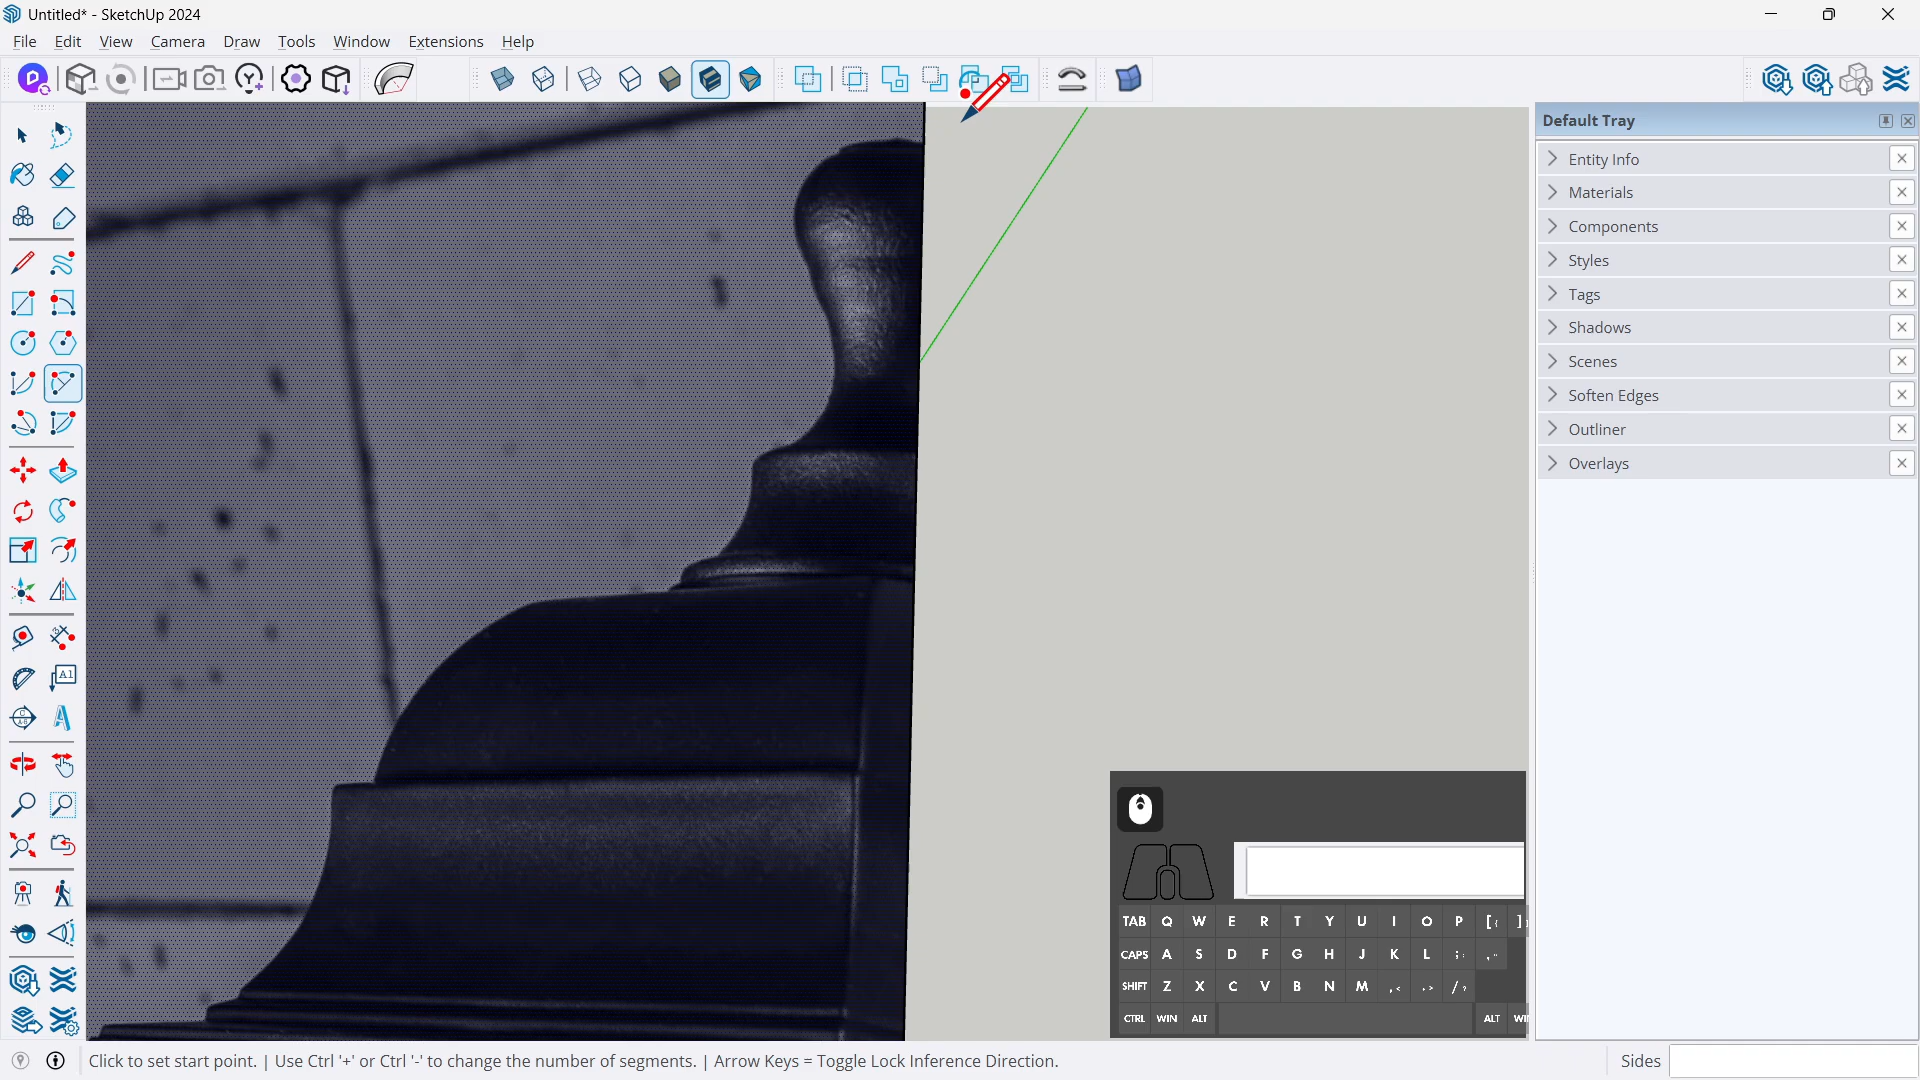 Untitled* - SketchUp 2024
File Edit View Camera Draw Tools Window Extensions Help
Default Tray
Entity Info
Materials
Components
Styles
Tags
Shadows
Scenes
Soften Edges
Outliner
Overlays
TAB Q W E R T Y U I O P [{ ]}
CAPS A S D F G H J K L ;:
SHIFT Z X C V B N M ,< .> /?
CTRL WIN ALT ALT WI
Click to set start point. | Use Ctrl '+' or Ctrl '-' to change the number of segments. | Arrow Keys = Toggle Lock Inference Direction.
Sides